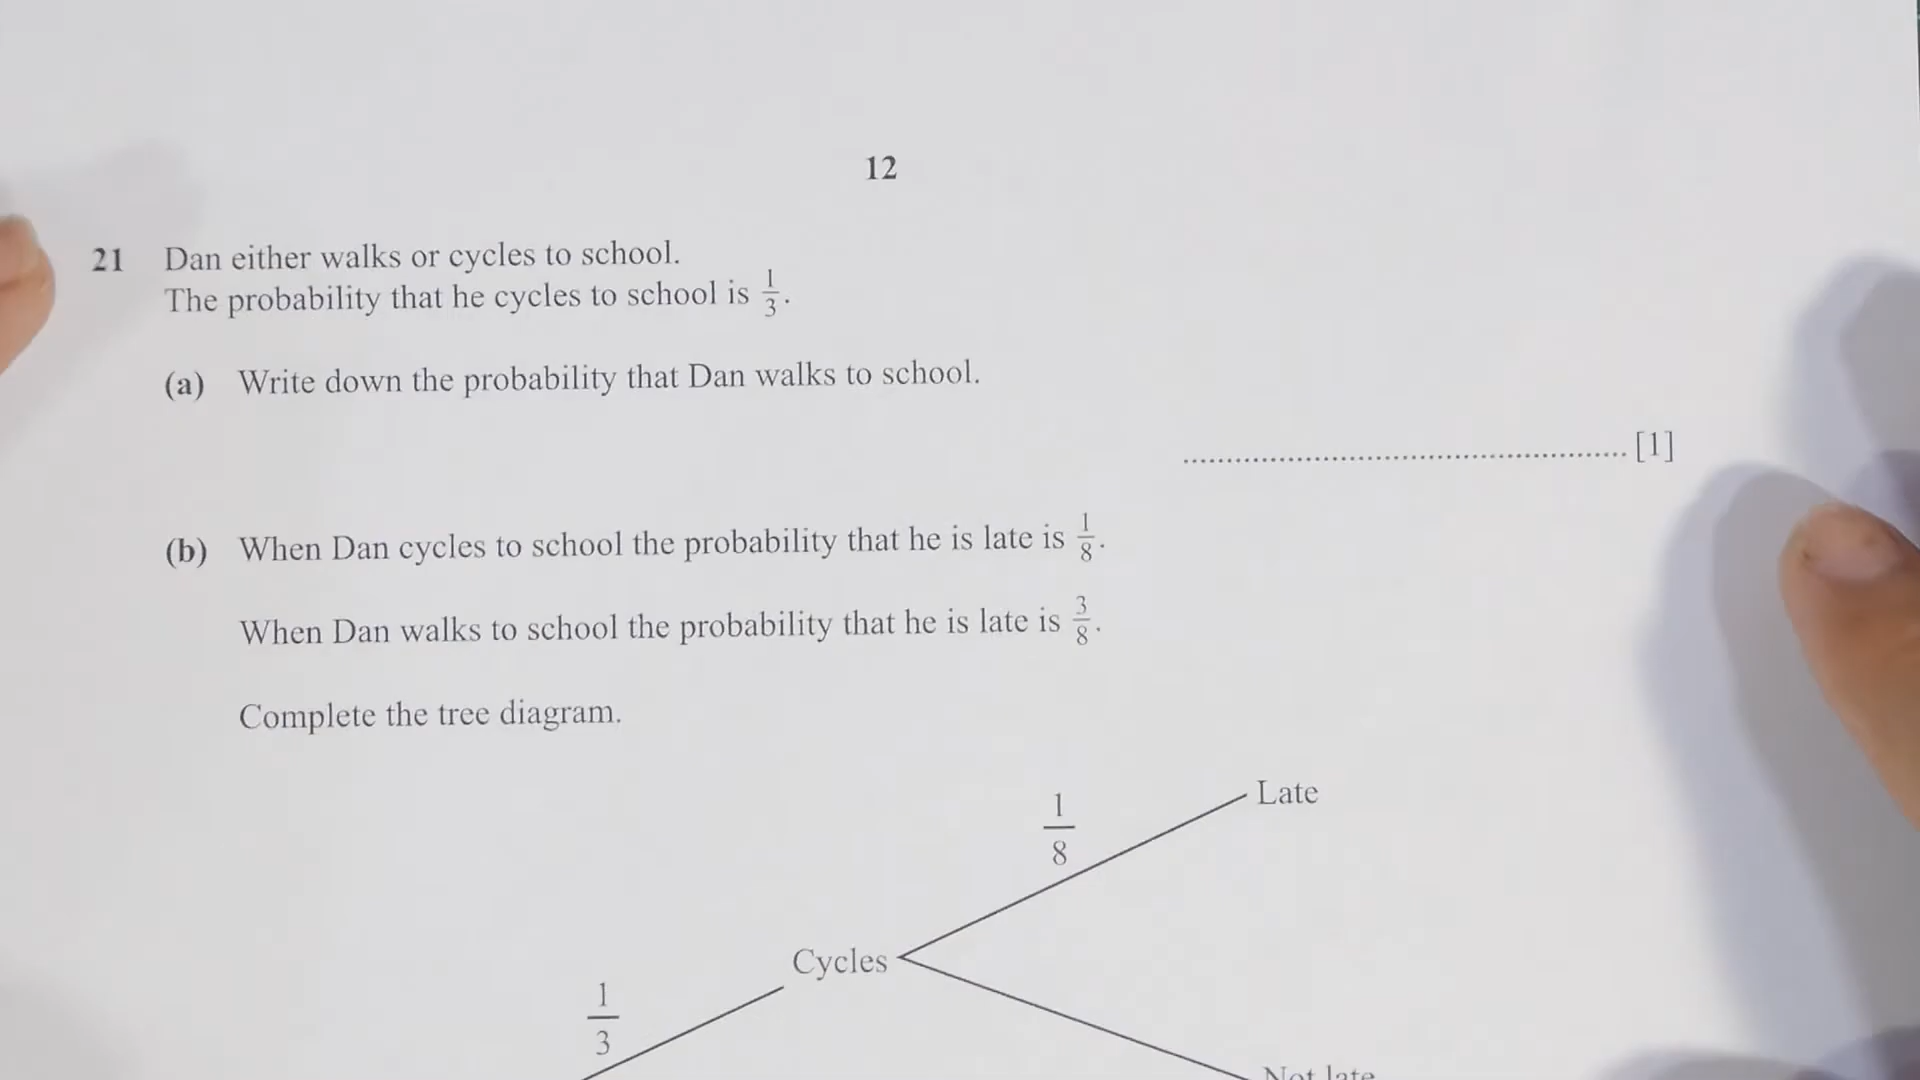 12
21 Dan either walks or cycles to school.
The probability that he cycles to school is 1/3.
(a) Write down the probability that Dan walks to school.
.................................................... [1]
(b) When Dan cycles to school the probability that he is late is 1/8.
When Dan walks to school the probability that he is late is 3/8.
Complete the tree diagram.
1/8
Late
Cycles
1/3
Not late